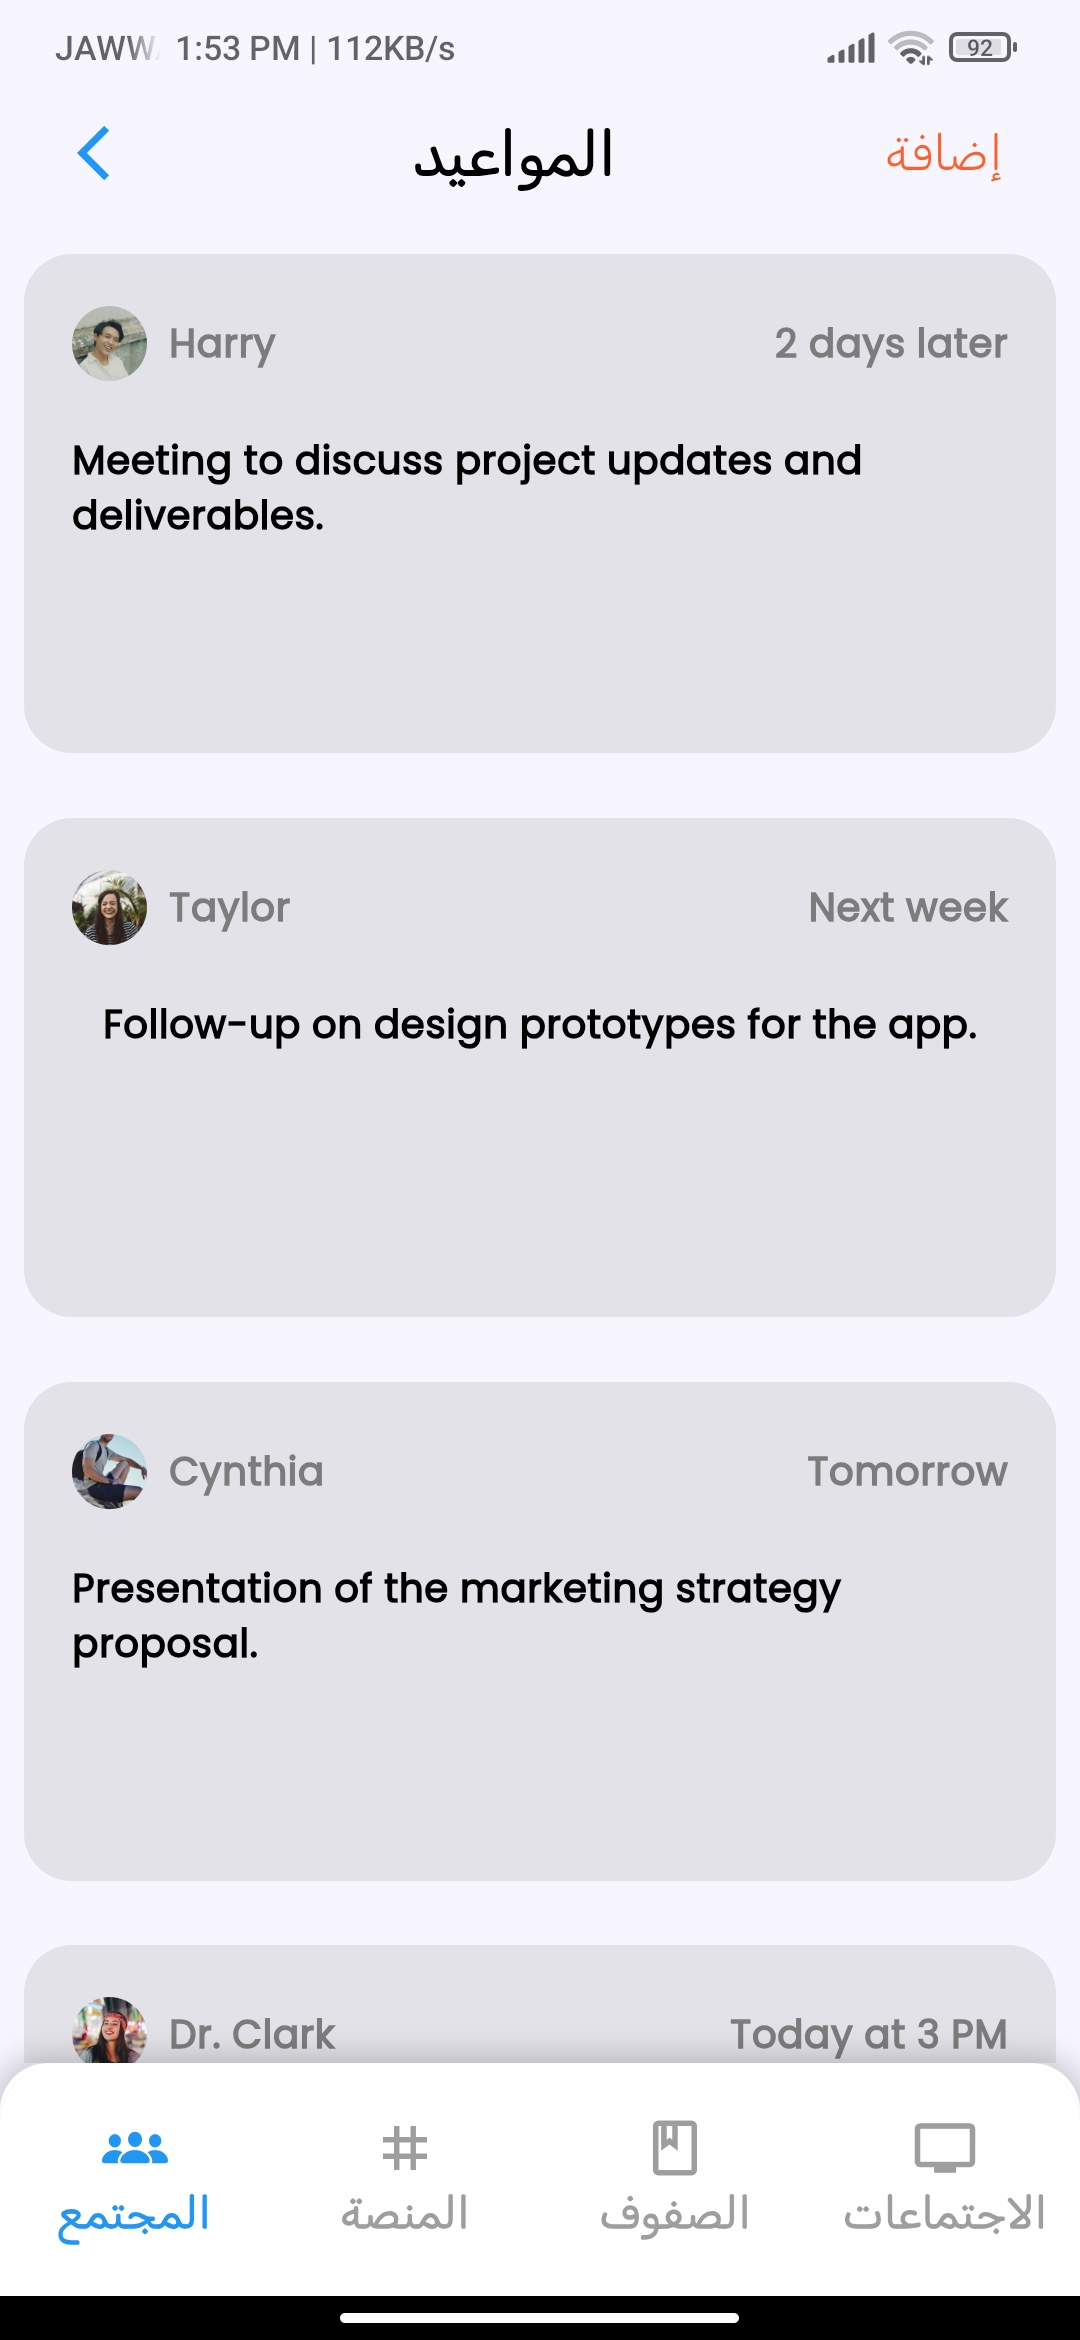 1:53 PM | 112KB/s
92
المواعيد
إضافة
Harry
2 days later
Meeting to discuss project updates and
deliverables.
Taylor
Next week
Follow-up on design prototypes for the app.
Cynthia
Tomorrow
Presentation of the marketing strategy
proposal.
Dr. Clark
Today at 3 PM
المجتمع
المنصة
الصفوف
الاجتماعات